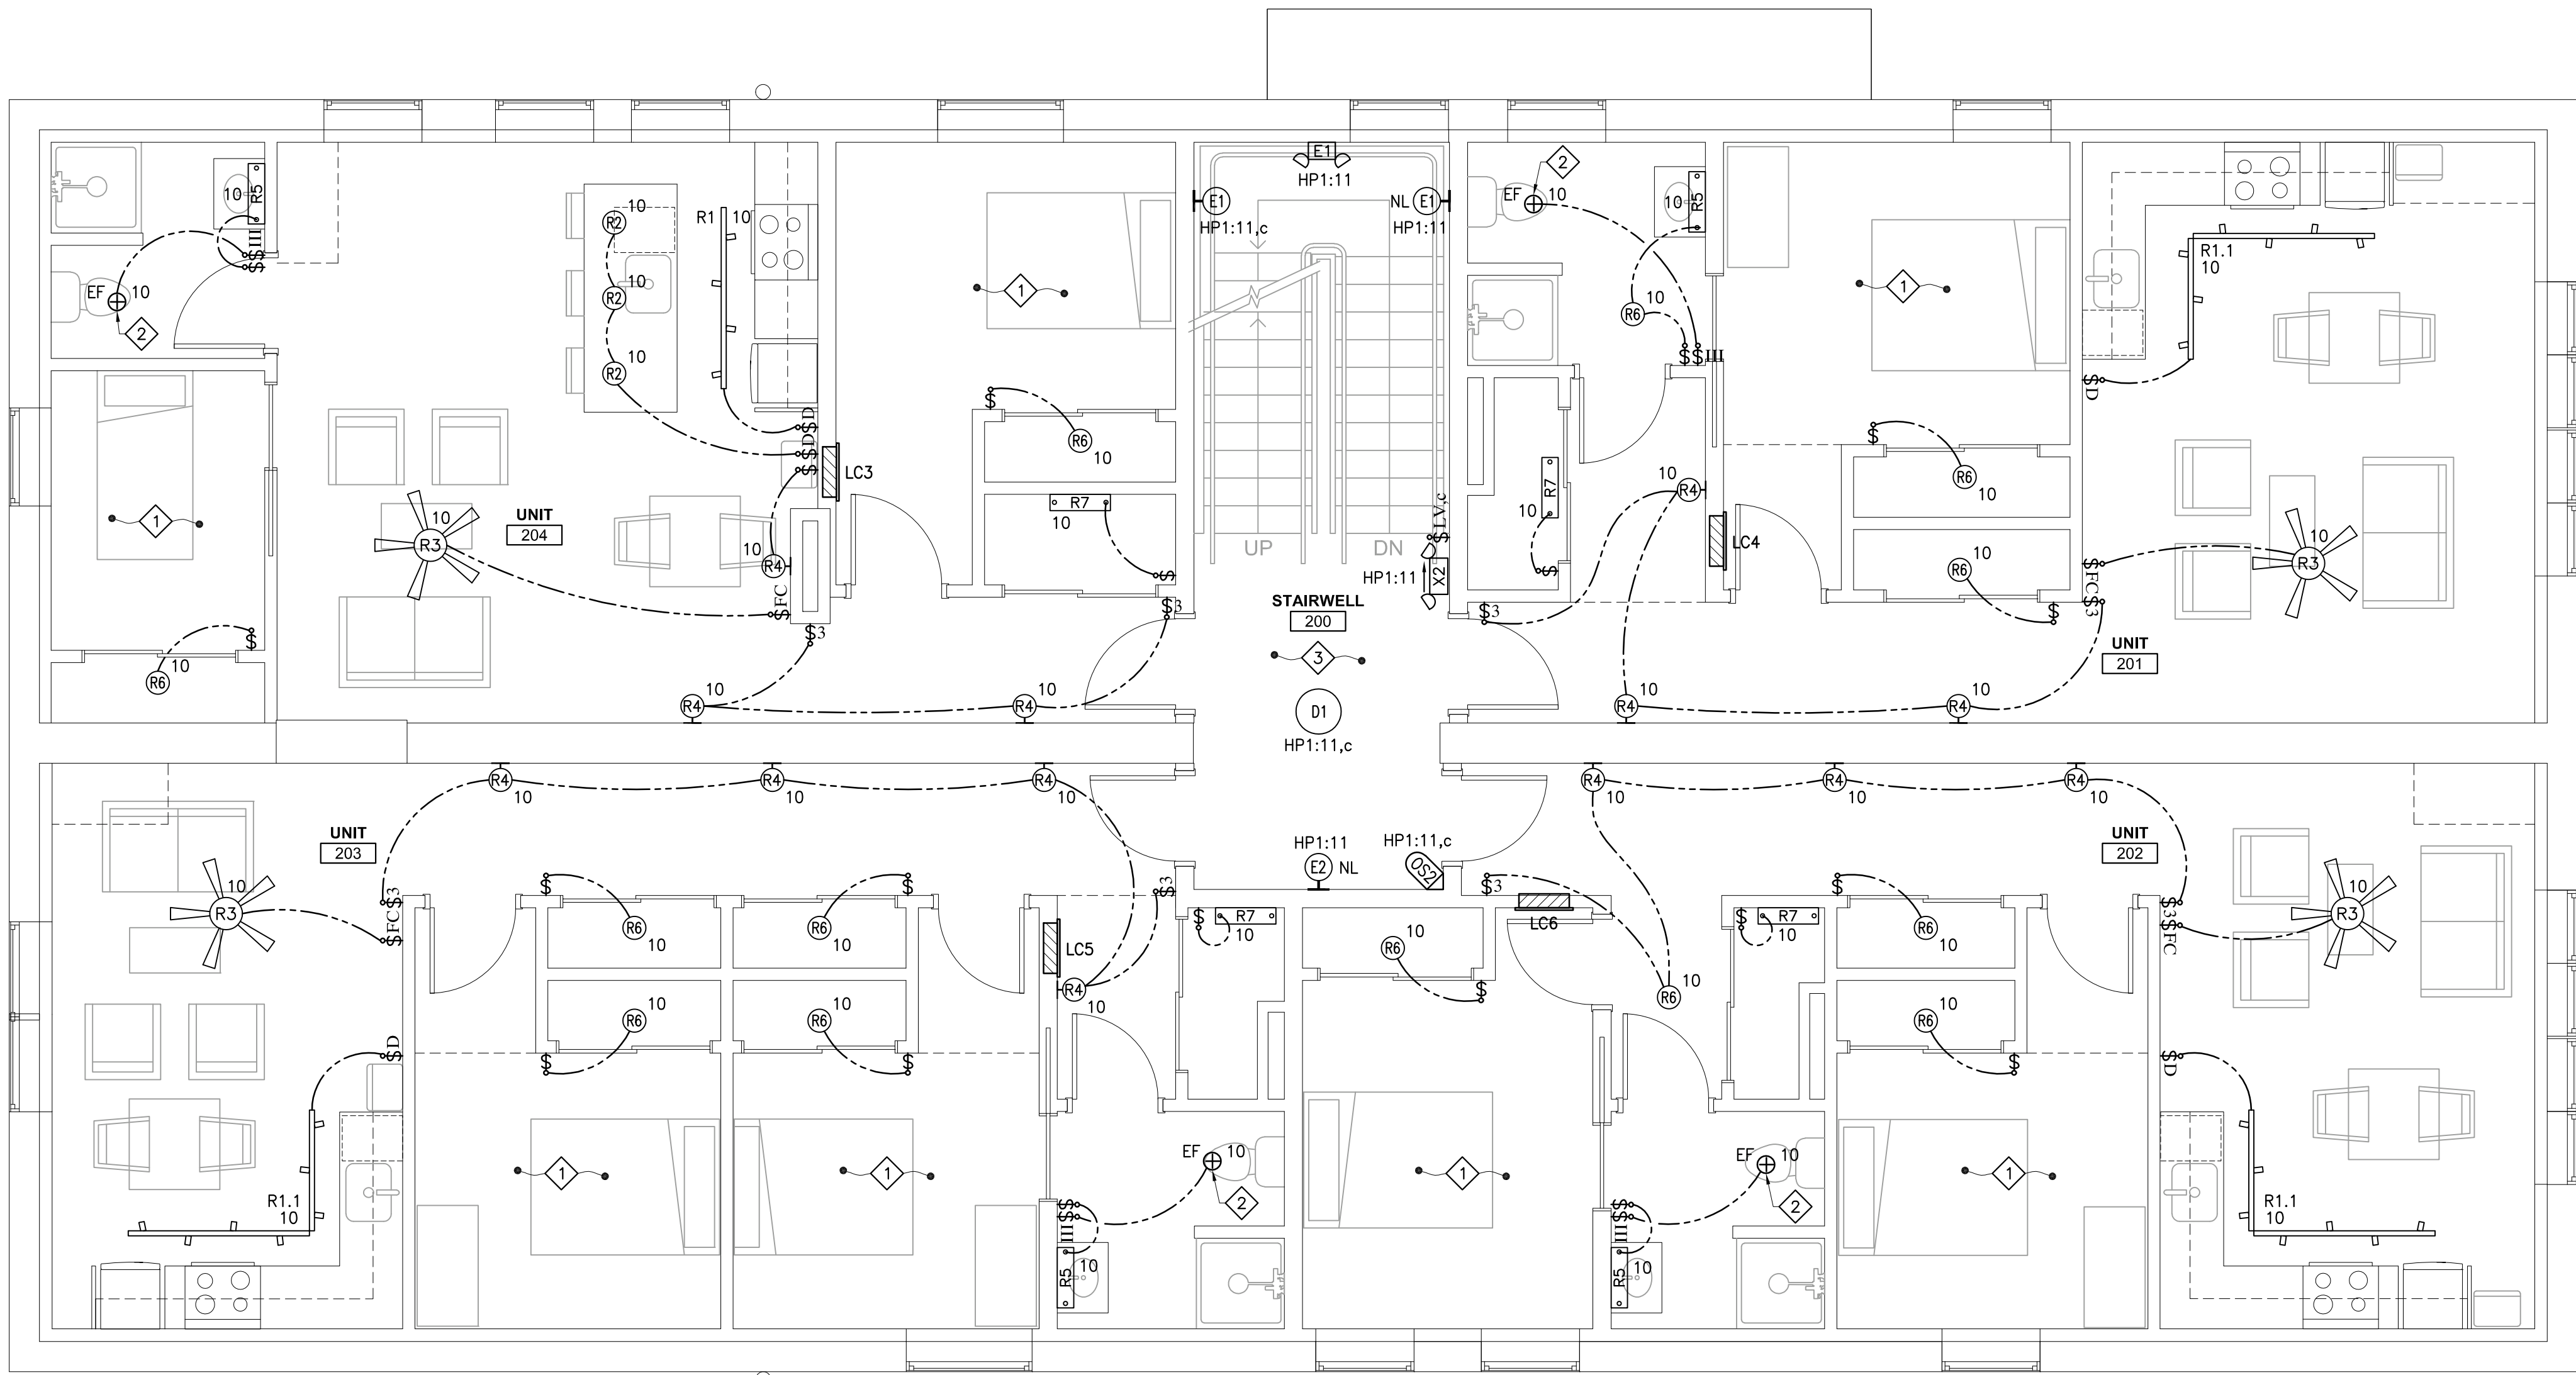 E1
HP1:11
E1
HP1:11,c
NL E1
HP1:11
UP
DN
$LV,c
HP1:11
X2
STAIRWELL
200
3
D1
HP1:11,c
HP1:11
E2 NL
HP1:11,c
OS2
UNIT
204
10
R5
$$III
EF
10
2
R2
10
R2
10
R2
10
R1
10
$D
$D
$
LC3
1
$
R6
10
R7
10
$
1
10
R3
10
R4
$FC
$3
$3
$
10
R6
10
R4
10
R4
UNIT
201
2
EF
10
10
R5
10
R6
$$III
1
R1.1
10
$D
$
R6
10
10
R4
R7
10
$
LC4
10
R6
$
$FC
$3
10
R3
$3
10
R4
10
R4
UNIT
203
R4
10
R4
10
R4
10
10
R3
$3
$FC
$
R6
10
$
R6
10
$3
$
R7
10
LC5
R4
10
10
R6
$
10
R6
$
$D
R1.1
10
1
1
EF
10
2
$$III
R5
10
UNIT
202
R4
10
R4
10
R4
10
$3
LC6
10
R6
$
10
R6
$
R7
10
$
R6
10
$3
$FC
10
R3
10
R6
$
$D
R1.1
10
1
1
EF
10
2
$$III
R5
10